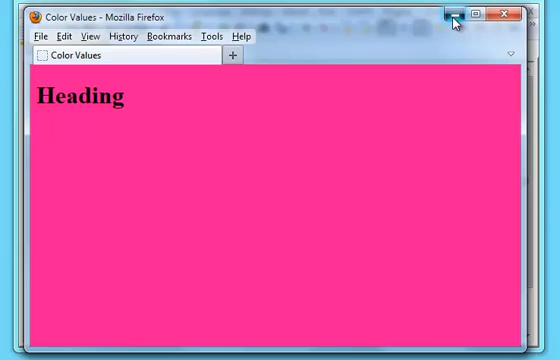 Color Values - Mozilla Firefox
File Edit View History Bookmarks Tools Help
Color Values
Heading